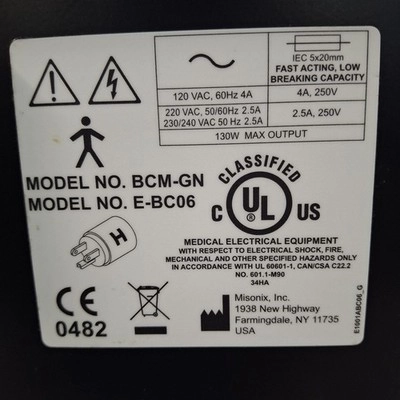 IEC 5x20mm
FAST ACTING, LOW
BREAKING CAPACITY
120 VAC, 60Hz 4A
4A, 250V
220 VAC, 50/60Hz 2.5A
230/240 VAC 50 Hz 2.5A
2.5A, 250V
130W MAX OUTPUT
MODEL NO. BCM-GN
MODEL NO. E-BC06
CLASSIFIED
C UL US
®
MEDICAL ELECTRICAL EQUIPMENT
WITH RESPECT TO ELECTRICAL SHOCK, FIRE,
MECHANICAL AND OTHER SPECIFIED HAZARDS ONLY
IN ACCORDANCE WITH UL 60601-1, CAN/CSA C22.2
NO. 601.1-M90
34HA
H
CE
0482
Misonix, Inc.
1938 New Highway
Farmingdale, NY 11735
USA
E1001ABC06_G